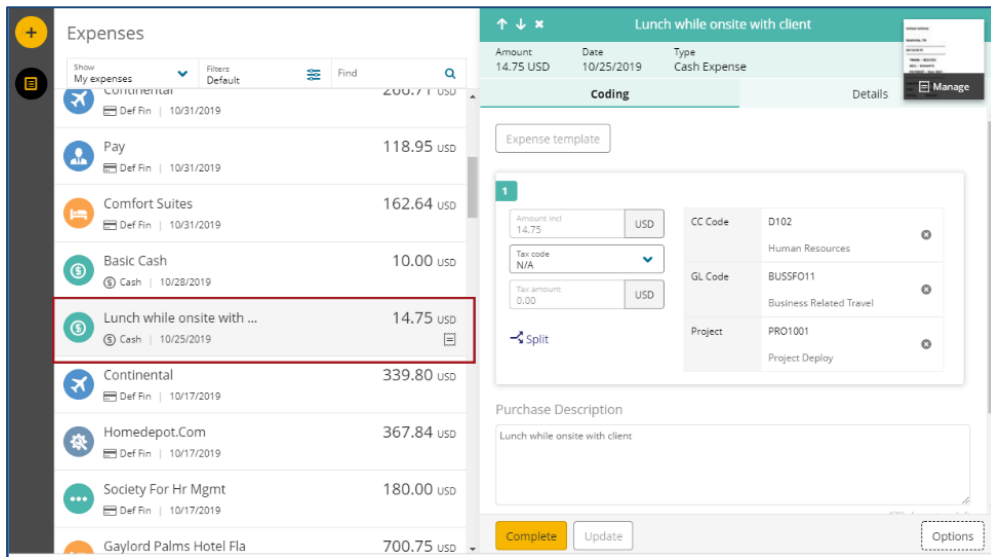 Expenses
Show
My expenses
Filters
Default
Find
Continental 206.71 USD
Def Fin | 10/31/2019
Pay 118.95 USD
Def Fin | 10/31/2019
Comfort Suites 162.64 USD
Def Fin | 10/31/2019
Basic Cash 10.00 USD
Cash | 10/28/2019
Lunch while onsite with ... 14.75 USD
Cash | 10/25/2019
Continental 339.80 USD
Def Fin | 10/17/2019
Homedepot.Com 367.84 USD
Def Fin | 10/17/2019
Society For Hr Mgmt 180.00 USD
Def Fin | 10/17/2019
Gaylord Palms Hotel Fla 700.75 USD
Lunch while onsite with client
Amount Date Type
14.75 USD 10/25/2019 Cash Expense
Manage
Coding Details
Expense template
1
Amount incl
14.75 USD
Tax code
N/A
Tax amount
0.00 USD
Split
CC Code D102
Human Resources
GL Code BUSSFO11
Business Related Travel
Project PRO1001
Project Deploy
Purchase Description
Lunch while onsite with client
Complete Update Options